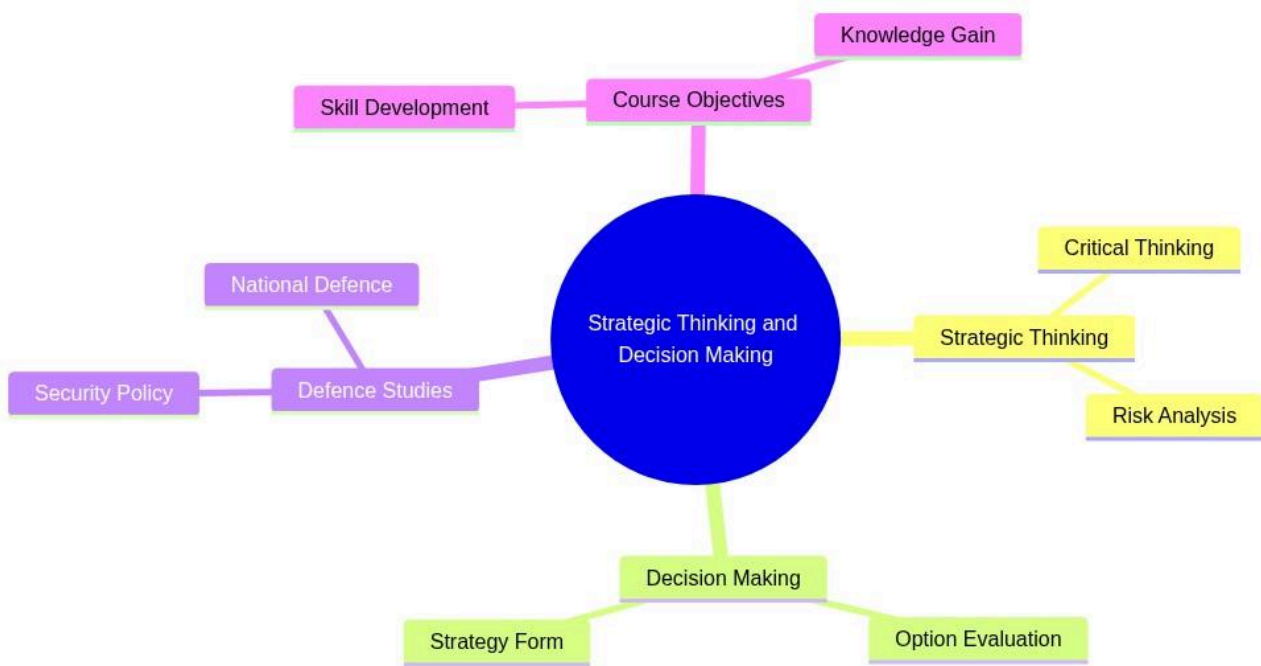 Knowledge Gain
Course Objectives
Skill Development
Critical Thinking
National Defence
Strategic Thinking and
Decision Making
Strategic Thinking
Security Policy
Defence Studies
Risk Analysis
Decision Making
Strategy Form
Option Evaluation